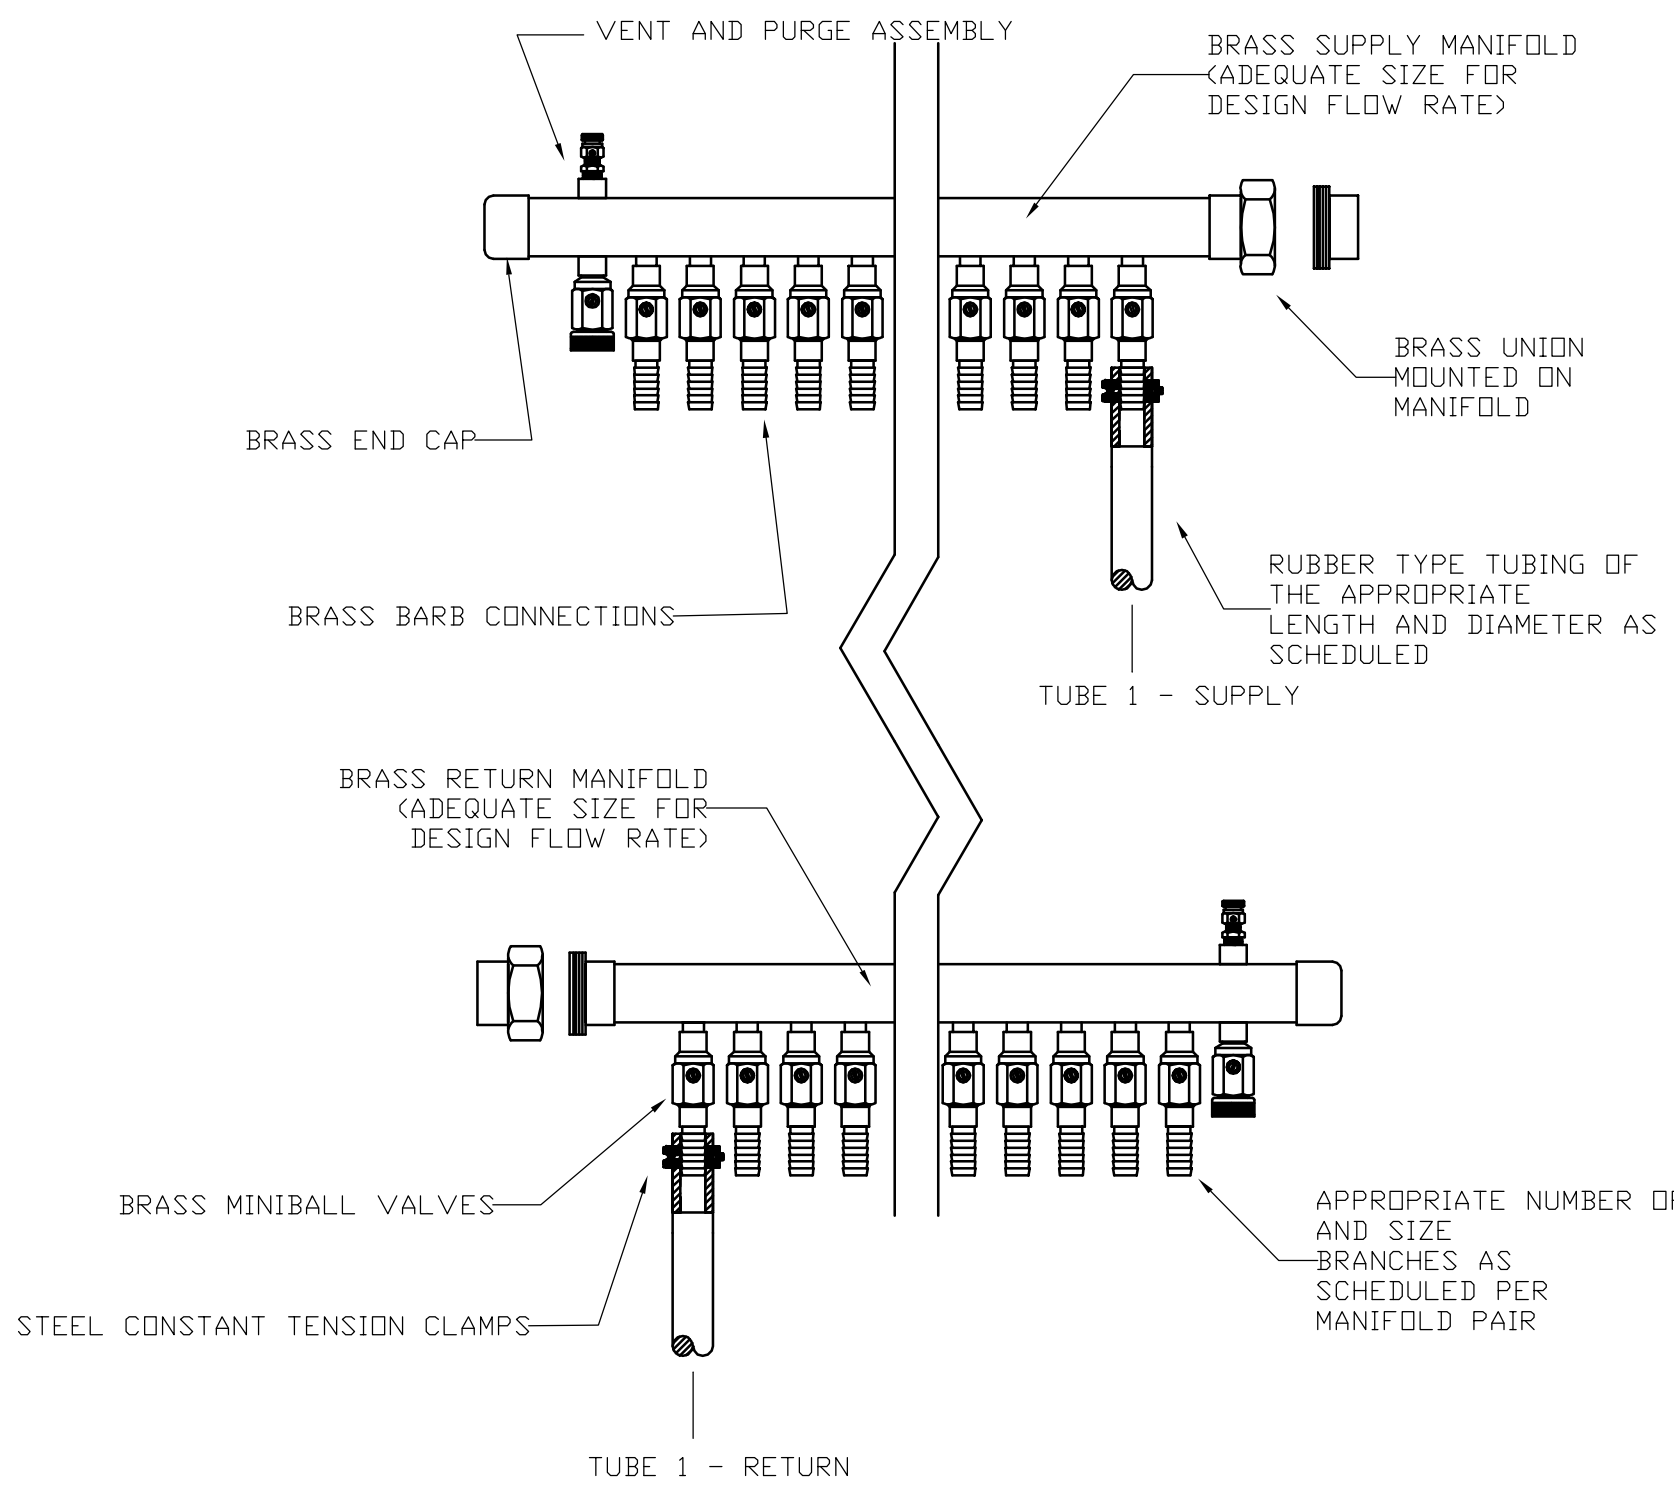 VENT AND PURGE ASSEMBLY
BRASS SUPPLY MANIFOLD
(ADEQUATE SIZE FOR
DESIGN FLOW RATE)
BRASS UNION
MOUNTED ON
MANIFOLD
BRASS END CAP
BRASS BARB CONNECTIONS
RUBBER TYPE TUBING OF
THE APPROPRIATE
LENGTH AND DIAMETER AS
SCHEDULED
TUBE 1 - SUPPLY
BRASS RETURN MANIFOLD
(ADEQUATE SIZE FOR
DESIGN FLOW RATE)
BRASS MINIBALL VALVES
APPROPRIATE NUMBER OF
AND SIZE
BRANCHES AS
SCHEDULED PER
MANIFOLD PAIR
STEEL CONSTANT TENSION CLAMPS
TUBE 1 - RETURN